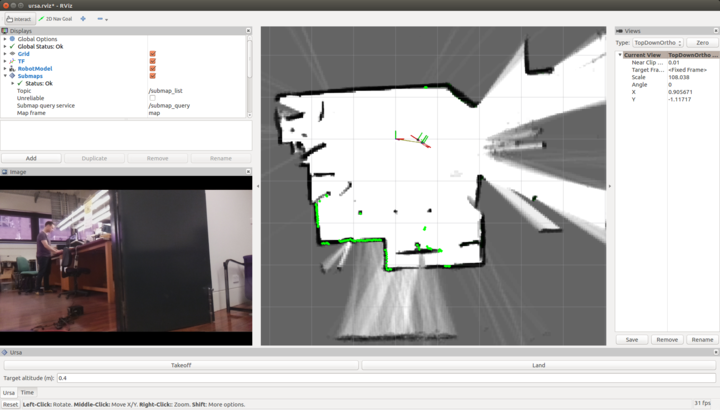 ursa.rviz* - RViz
Interact
2D Nav Goal
Displays
Global Options
Global Status: Ok
Grid
TF
RobotModel
Submaps
Status: Ok
Topic /submap_list
Unreliable
Submap query service /submap_query
Map frame map
Add Duplicate Remove Rename
Image
Views
Type: TopDownOrtho Zero
Current View TopDownOrtho ...
Near Clip ... 0.01
Target Fra... <Fixed Frame>
Scale 108.038
Angle 0
X 0.905671
Y -1.11717
Save Remove Rename
Ursa
Takeoff Land
Target altitude (m): 0.4
Ursa Time
Reset Left-Click: Rotate. Middle-Click: Move X/Y. Right-Click:: Zoom. Shift: More options. 31 fps